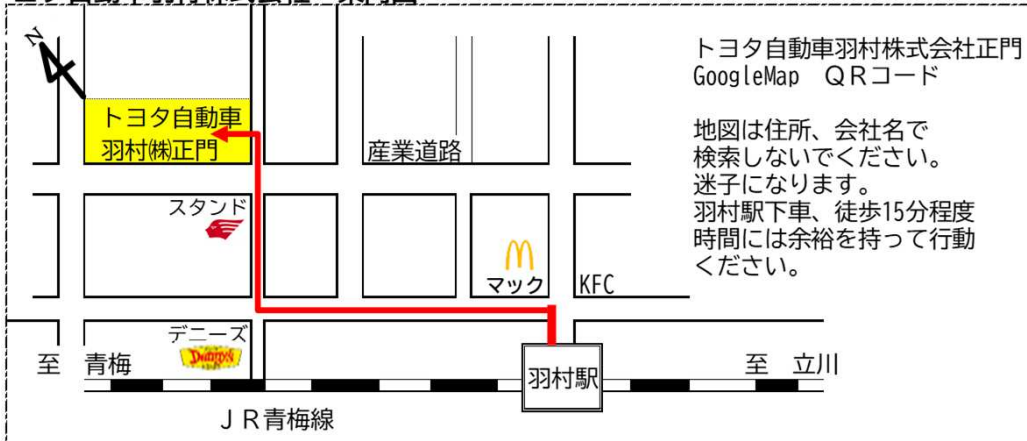 N
トヨタ自動車
羽村㈱正門
産業道路
スタンド
マック
KFC
デニーズ
Denny's
至 青梅
羽村駅
至 立川
JR青梅線
トヨタ自動車羽村株式会社正門
GoogleMap QRコード
地図は住所、会社名で
検索しないでください。
迷子になります。
羽村駅下車、徒歩15分程度
時間には余裕を持って行動
ください。